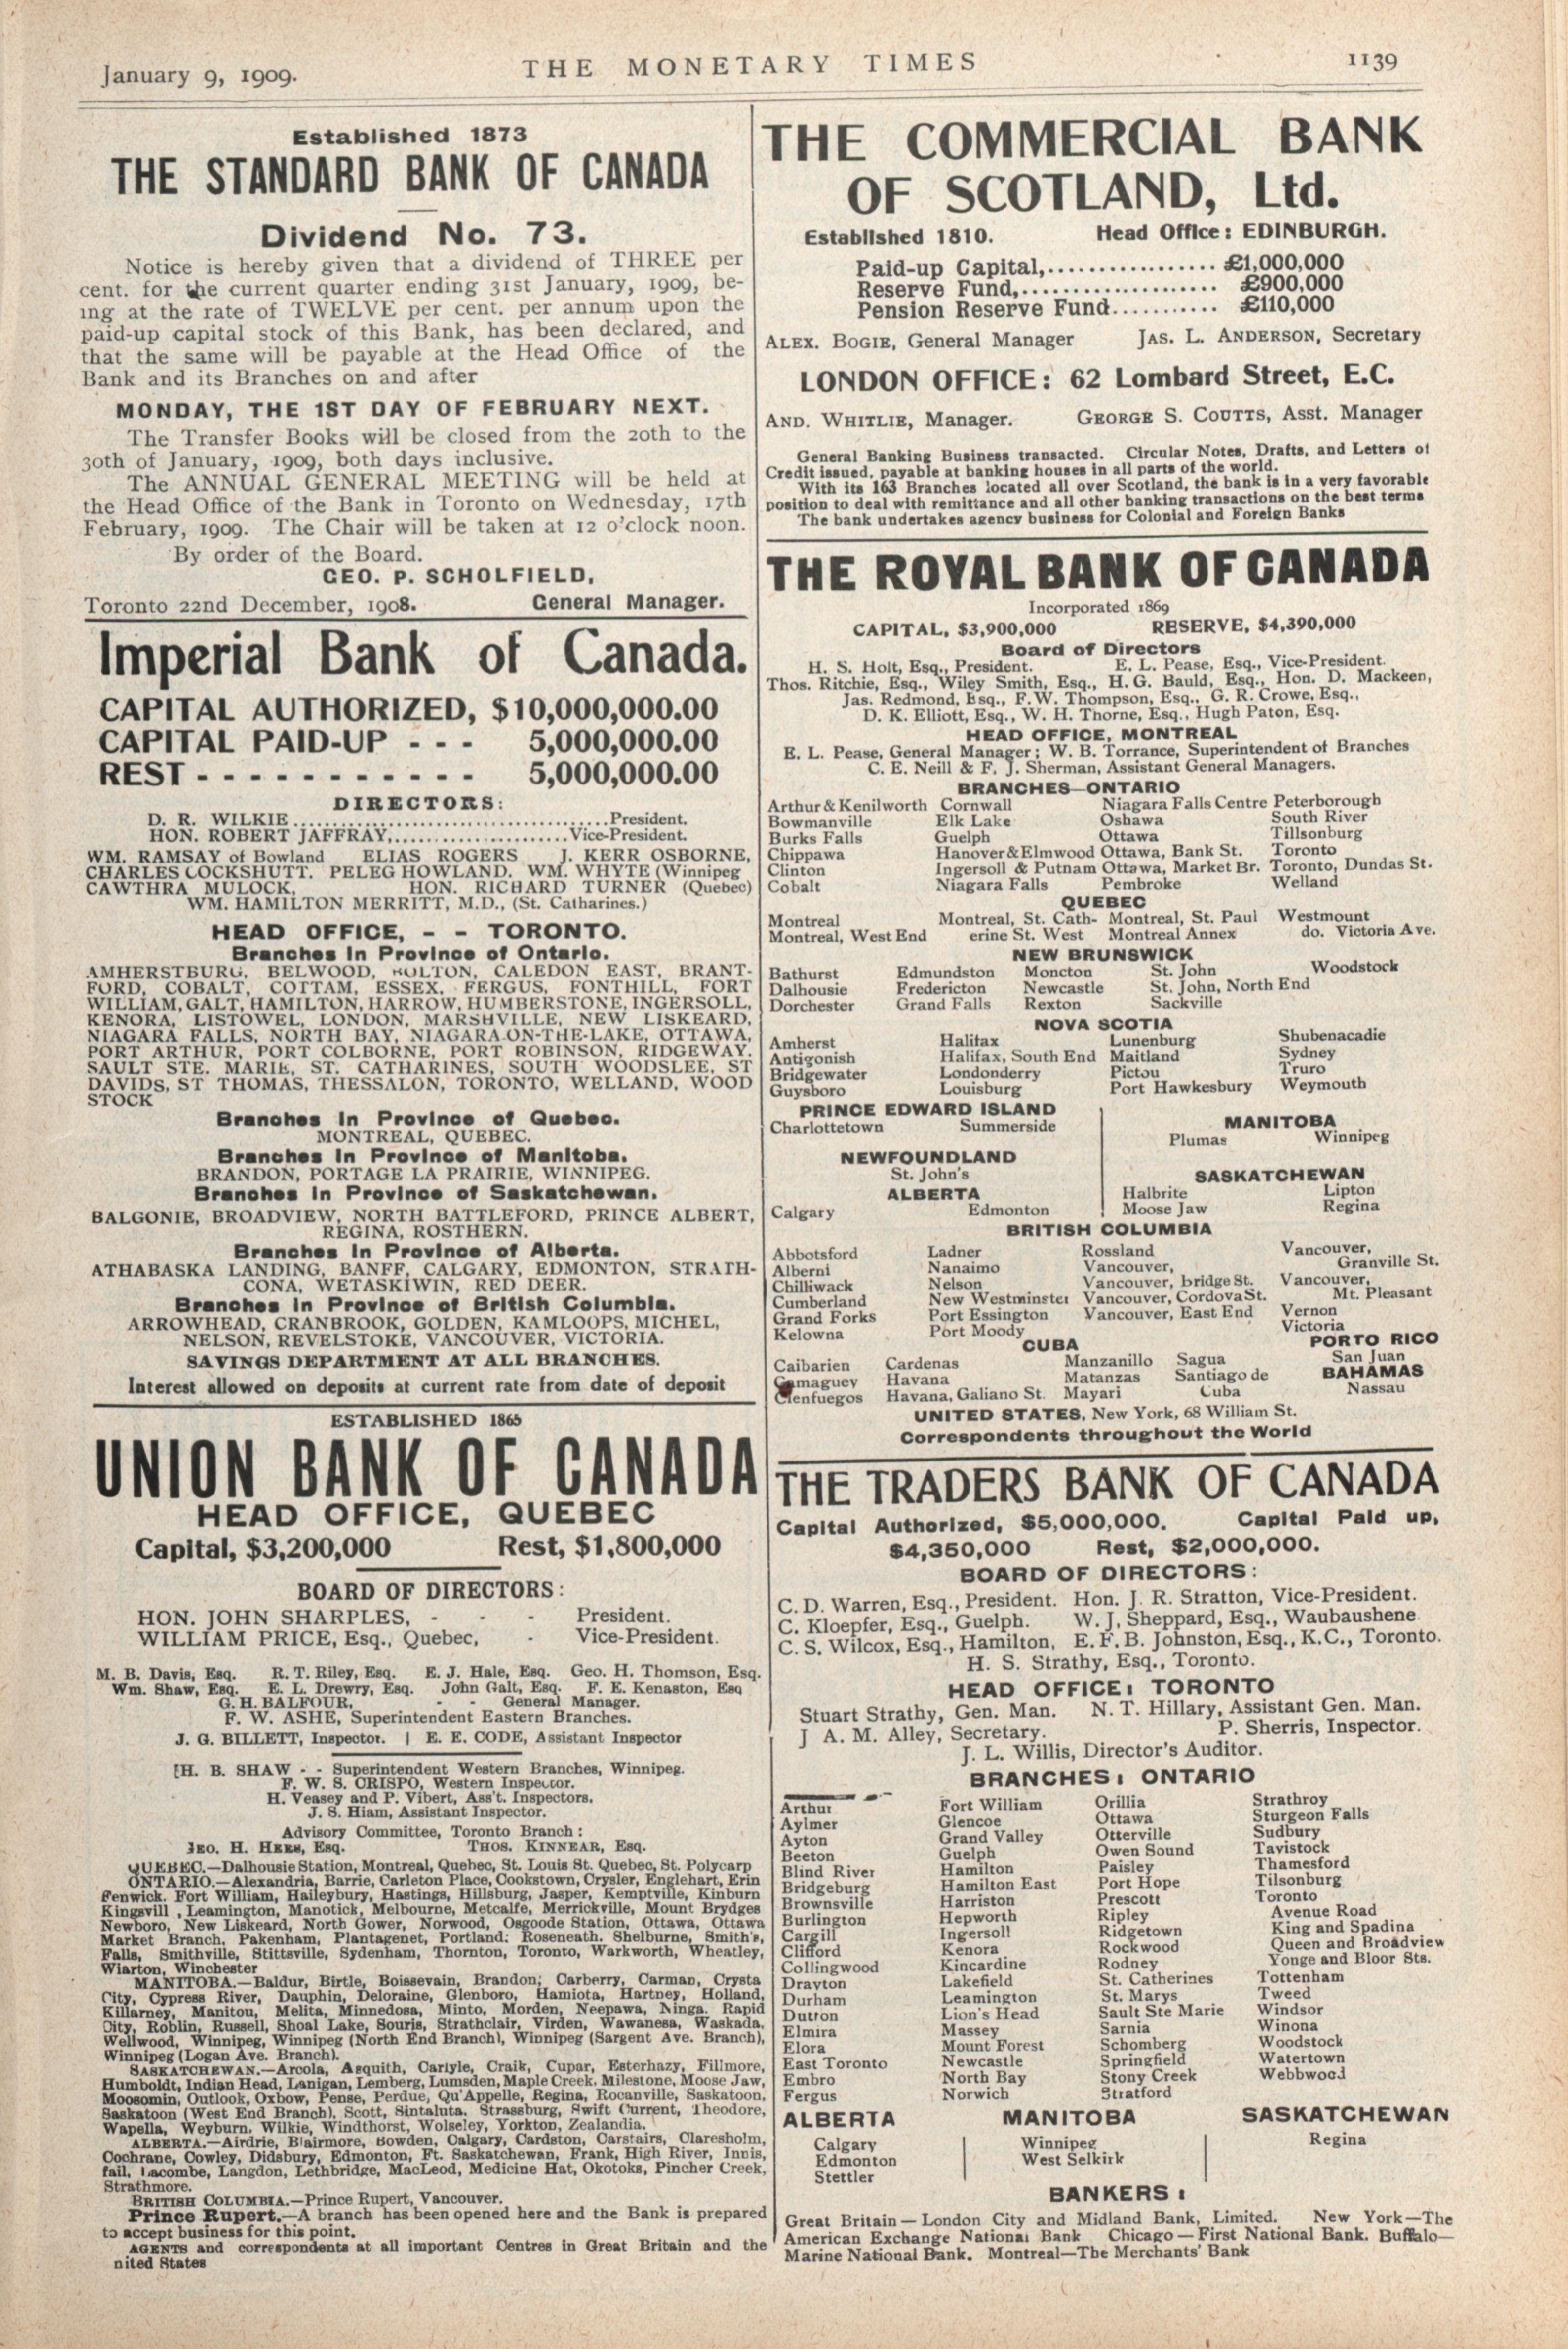 January 9, 1909.
THE MONETARY TIMES
1139
Established 1873
THE STANDARD BANK OF CANADA
Dividend No. 73.
Notice is hereby given that a dividend of THREE per
cent. for the current quarter ending 31st January, 1909, be-
ing at the rate of TWELVE per cent. per annum upon the
paid-up capital stock of this Bank, has been declared, and
that the same will be payable at the Head Office of the
Bank and its Branches on and after
MONDAY, THE 1ST DAY OF FEBRUARY NEXT.
The Transfer Books will be closed from the 20th to the
30th of January, 1909, both days inclusive.
The ANNUAL GENERAL MEETING will be held at
the Head Office of the Bank in Toronto on Wednesday, 17th
February, 1909. The Chair will be taken at 12 o'clock noon.
By order of the Board.
GEO. P. SCHOLFIELD,
Toronto 22nd December, 1908. General Manager.
Imperial Bank of Canada.
CAPITAL AUTHORIZED, $10,000,000.00
CAPITAL PAID-UP - - - 5,000,000.00
REST - - - - - - - - - - - 5,000,000.00
DIRECTORS:
D. R. WILKIE......................................President.
HON. ROBERT JAFFRAY,......................Vice-President.
WM. RAMSAY of Bowland ELIAS ROGERS J. KERR OSBORNE,
CHARLES COCKSHUTT. PELEG HOWLAND. WM. WHYTE (Winnipeg
CAWTHRA MULOCK, HON. RICHARD TURNER (Quebec)
WM. HAMILTON MERRITT, M.D., (St. Catharines.)
HEAD OFFICE, - - TORONTO.
Branches in Province of Ontario.
AMHERSTBURG, BELWOOD, BOLTON, CALEDON EAST, BRANT-
FORD, COBALT, COTTAM, ESSEX, FERGUS, FONTHILL, FORT
WILLIAM, GALT, HAMILTON, HARROW, HUMBERSTONE, INGERSOLL,
KENORA, LISTOWEL, LONDON, MARSHVILLE, NEW LISKEARD,
NIAGARA FALLS, NORTH BAY, NIAGARA-ON-THE-LAKE, OTTAWA,
PORT ARTHUR, PORT COLBORNE, PORT ROBINSON, RIDGEWAY.
SAULT STE. MARIE, ST. CATHARINES, SOUTH WOODSLEE, ST
DAVIDS, ST THOMAS, THESSALON, TORONTO, WELLAND, WOOD
STOCK
Branches in Province of Quebec.
MONTREAL, QUEBEC.
Branches in Province of Manitoba.
BRANDON, PORTAGE LA PRAIRIE, WINNIPEG.
Branches in Province of Saskatchewan.
BALGONIE, BROADVIEW, NORTH BATTLEFORD, PRINCE ALBERT,
REGINA, ROSTHERN.
Branches in Province of Alberta.
ATHABASKA LANDING, BANFF, CALGARY, EDMONTON, STRATH-
CONA, WETASKIWIN, RED DEER.
Branches in Province of British Columbia.
ARROWHEAD, CRANBROOK, GOLDEN, KAMLOOPS, MICHEL,
NELSON, REVELSTOKE, VANCOUVER, VICTORIA.
SAVINGS DEPARTMENT AT ALL BRANCHES.
Interest allowed on deposits at current rate from date of deposit
ESTABLISHED 1865
UNION BANK OF CANADA
HEAD OFFICE, QUEBEC
Capital, $3,200,000 Rest, $1,800,000
BOARD OF DIRECTORS:
HON. JOHN SHARPLES, - - - President.
WILLIAM PRICE, Esq., Quebec, - Vice-President.
M. B. Davis, Esq. R. T. Riley, Esq. E. J. Hale, Esq. Geo. H. Thomson, Esq.
Wm. Shaw, Esq. E. L. Drewry, Esq. John Galt, Esq. F. E. Kenaston, Esq
G. H. BALFOUR, - - General Manager.
F. W. ASHE, Superintendent Eastern Branches.
J. G. BILLETT, Inspector. | E. E. CODE, Assistant Inspector
H. B. SHAW - - Superintendent Western Branches, Winnipeg.
F. W. S. CRISPO, Western Inspector.
H. Veasey and P. Vibert, Ass't. Inspectors.
J. S. Hiam, Assistant Inspector.
Advisory Committee, Toronto Branch:
GEO. H. HEES, Esq. THOS. KINNEAR, Esq.
QUEBEC.—Dalhousie Station, Montreal, Quebec, St. Louis St. Quebec, St. Polycarp
ONTARIO.—Alexandria, Barrie, Carleton Place, Cookstown, Crysler, Englehart, Erin
Fenwick. Fort William, Haileybury, Hastings, Hillsburg, Jasper, Kemptville, Kinburn
Kingsvill , Leamington, Manotick, Melbourne, Metcalfe, Merrickville, Mount Brydges
Newboro, New Liskeard, North Gower, Norwood, Osgoode Station, Ottawa, Ottawa
Market Branch, Pakenham, Plantagenet, Portland. Roseneath. Shelburne, Smith's,
Falls, Smithville, Stittsville, Sydenham, Thornton, Toronto, Warkworth, Wheatley,
Wiarton, Winchester
MANITOBA.—Baldur, Birtle, Boissevain, Brandon; Carberry, Carman, Crysta
City, Cypress River, Dauphin, Deloraine, Glenboro, Hamiota, Hartney, Holland,
Killarney, Manitou, Melita, Minnedosa, Minto, Morden, Neepawa, Ninga. Rapid
City, Roblin, Russell, Shoal Lake, Souris, Strathclair, Virden, Wawanesa, Waskada,
Wellwood, Winnipeg, Winnipeg (North End Branch), Winnipeg (Sargent Ave. Branch),
Winnipeg (Logan Ave. Branch).
SASKATCHEWAN.—Arcola, Asquith, Carlyle, Craik, Cupar, Esterhazy, Fillmore,
Humboldt, Indian Head, Lanigan, Lemberg, Lumsden, Maple Creek. Milestone, Moose Jaw,
Moosomin, Outlook, Oxbow, Pense, Perdue, Qu'Appelle, Regina, Rocanville, Saskatoon,
Saskatoon (West End Branch), Scott, Sintaluta. Strassburg, Swift Current, Theodore,
Wapella, Weyburn, Wilkie, Windthorst, Wolseley, Yorkton, Zealandia.
ALBERTA.—Airdrie, Blairmore, Bowden, Calgary, Cardston, Carstairs, Claresholm,
Cochrane, Cowley, Didsbury, Edmonton, Ft. Saskatchewan, Frank, High River, Innis,
fail, Lacombe, Langdon, Lethbridge, MacLeod, Medicine Hat, Okotoks, Pincher Creek,
Strathmore.
BRITISH COLUMBIA.—Prince Rupert, Vancouver.
Prince Rupert.—A branch has been opened here and the Bank is prepared
to accept business for this point.
AGENTS and correspondents at all important Centres in Great Britain and the
nited States
THE COMMERCIAL BANK
OF SCOTLAND, Ltd.
Established 1810. Head Office: EDINBURGH.
Paid-up Capital,................. £1,000,000
Reserve Fund,.................... £900,000
Pension Reserve Fund........... £110,000
ALEX. BOGIE, General Manager JAS. L. ANDERSON, Secretary
LONDON OFFICE: 62 Lombard Street, E.C.
AND. WHITLIE, Manager. GEORGE S. COUTTS, Asst. Manager
General Banking Business transacted. Circular Notes, Drafts, and Letters of
Credit issued, payable at banking houses in all parts of the world.
With its 163 Branches located all over Scotland, the bank is in a very favorable
position to deal with remittance and all other banking transactions on the best terms
The bank undertakes agency business for Colonial and Foreign Banks
THE ROYAL BANK OF CANADA
Incorporated 1869
CAPITAL, $3,900,000 RESERVE, $4,390,000
Board of Directors
H. S. Holt, Esq., President. E. L. Pease, Esq., Vice-President.
Thos. Ritchie, Esq., Wiley Smith, Esq., H. G. Bauld, Esq., Hon. D. Mackeen,
Jas. Redmond, Esq., F. W. Thompson, Esq., G. R. Crowe, Esq.,
D. K. Elliott, Esq., W. H. Thorne, Esq., Hugh Paton, Esq.
HEAD OFFICE, MONTREAL
E. L. Pease, General Manager; W. B. Torrance, Superintendent of Branches
C. E. Neill & F. J. Sherman, Assistant General Managers.
BRANCHES—ONTARIO
Arthur & Kenilworth Cornwall Niagara Falls Centre Peterborough
Bowmanville Elk Lake Oshawa South River
Burks Falls Guelph Ottawa Tillsonburg
Chippawa Hanover & Elmwood Ottawa, Bank St. Toronto
Clinton Ingersoll & Putnam Ottawa, Market Br. Toronto, Dundas St.
Cobalt Niagara Falls Pembroke Welland
QUEBEC
Montreal Montreal, St. Cath- Montreal, St. Paul Westmount
Montreal, West End erine St. West Montreal Annex do. Victoria Ave.
NEW BRUNSWICK
Bathurst Edmundston Moncton St. John Woodstock
Dalhousie Fredericton Newcastle St. John, North End
Dorchester Grand Falls Rexton Sackville
NOVA SCOTIA
Amherst Halifax Lunenburg Shubenacadie
Antigonish Halifax, South End Maitland Sydney
Bridgewater Londonderry Pictou Truro
Guysboro Louisburg Port Hawkesbury Weymouth
PRINCE EDWARD ISLAND
Charlottetown Summerside
MANITOBA
Plumas Winnipeg
NEWFOUNDLAND
St. John's
SASKATCHEWAN
Halbrite Lipton
Moose Jaw Regina
ALBERTA
Calgary Edmonton
BRITISH COLUMBIA
Abbotsford Ladner Rossland Vancouver,
Alberni Nanaimo Vancouver, Granville St.
Chilliwack Nelson Vancouver, bridge St. Vancouver,
Cumberland New Westminster Vancouver, Cordova St. Mt. Pleasant
Grand Forks Port Essington Vancouver, East End Vernon
Kelowna Port Moody Victoria
CUBA PORTO RICO
Caibarien Cardenas Manzanillo Sagua San Juan
Camaguey Havana Matanzas Santiago de BAHAMAS
Cienfuegos Havana, Galiano St. Mayari Cuba Nassau
UNITED STATES, New York, 68 William St.
Correspondents throughout the World
THE TRADERS BANK OF CANADA
Capital Authorized, $5,000,000. Capital Paid up,
$4,350,000 Rest, $2,000,000.
BOARD OF DIRECTORS:
C. D. Warren, Esq., President. Hon. J. R. Stratton, Vice-President.
C. Kloepfer, Esq., Guelph. W. J. Sheppard, Esq., Waubaushene
C. S. Wilcox, Esq., Hamilton, E. F. B. Johnston, Esq., K.C., Toronto.
H. S. Strathy, Esq., Toronto.
HEAD OFFICE: TORONTO
Stuart Strathy, Gen. Man. N. T. Hillary, Assistant Gen. Man.
J A. M. Alley, Secretary. P. Sherris, Inspector.
J. L. Willis, Director's Auditor.
BRANCHES: ONTARIO
Arthur Fort William Orillia Strathroy
Aylmer Glencoe Ottawa Sturgeon Falls
Ayton Grand Valley Otterville Sudbury
Beeton Guelph Owen Sound Tavistock
Blind River Hamilton Paisley Thamesford
Bridgeburg Hamilton East Port Hope Tilsonburg
Brownsville Harriston Prescott Toronto
Burlington Hepworth Ripley Avenue Road
Cargill Ingersoll Ridgetown King and Spadina
Clifford Kenora Rockwood Queen and Broadview
Collingwood Kincardine Rodney Yonge and Bloor Sts.
Drayton Lakefield St. Catherines Tottenham
Durham Leamington St. Marys Tweed
Dutton Lion's Head Sault Ste Marie Windsor
Elmira Massey Sarnia Winona
Elora Mount Forest Schomberg Woodstock
East Toronto Newcastle Springfield Watertown
Embro North Bay Stony Creek Webbwood
Fergus Norwich Stratford
ALBERTA MANITOBA SASKATCHEWAN
Calgary Winnipeg Regina
Edmonton West Selkirk
Stettler
BANKERS:
Great Britain — London City and Midland Bank, Limited. New York—The
American Exchange National Bank Chicago — First National Bank. Buffalo—
Marine National Bank. Montreal—The Merchants' Bank